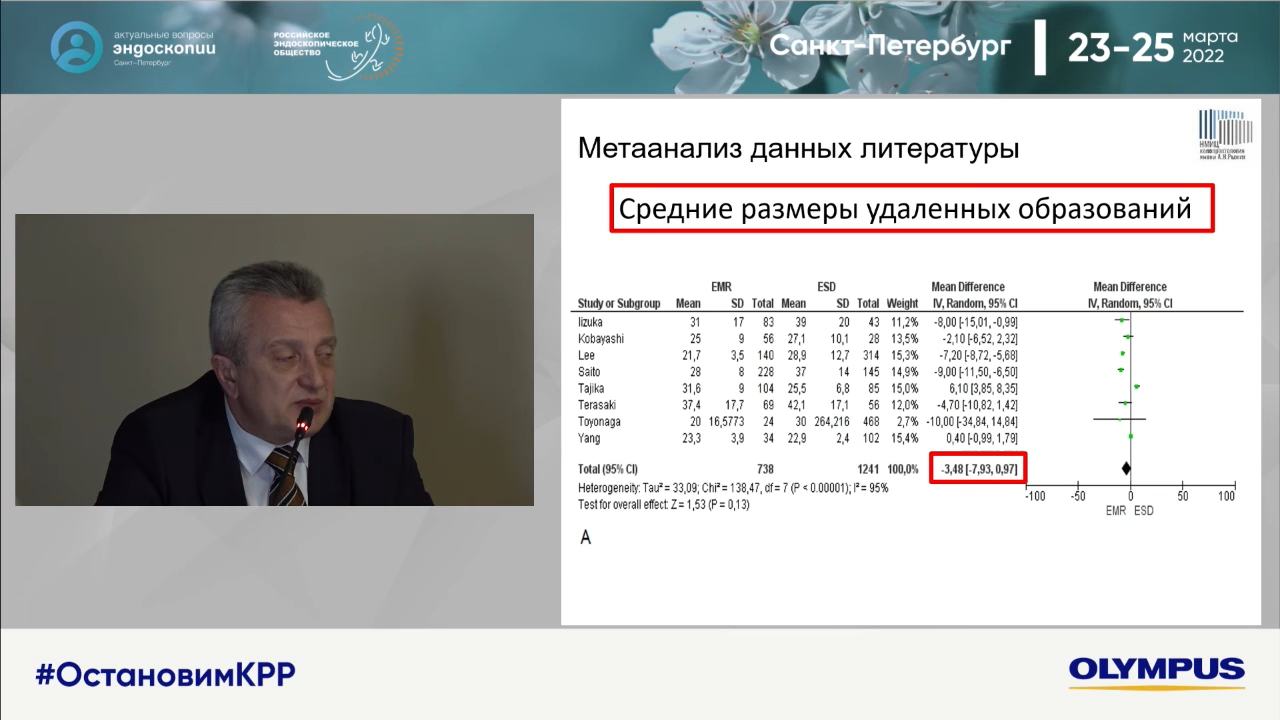 актуальные вопросы
эндоскопии
Санкт-Петербург
РОССИЙСКОЕ
ЭНДОСКОПИЧЕСКОЕ
ОБЩЕСТВО
Санкт-Петербург
23-25 марта
2022
Метаанализ данных литературы
НМИЦ
колопроктологии
имени А.Н.Рыжих
Средние размеры удаленных образований
EMR ESD Mean Difference Mean Difference
Study or Subgroup Mean SD Total Mean SD Total Weight IV, Random, 95% CI IV, Random, 95% CI
Iizuka 31 17 83 39 20 43 11,2% -8,00 [-15,01, -0,99]
Kobayashi 25 9 56 27,1 10,1 28 13,5% -2,10 [-6,52, 2,32]
Lee 21,7 3,5 140 28,9 12,7 314 15,3% -7,20 [-8,72, -5,68]
Saito 28 8 228 37 14 145 14,9% -9,00 [-11,50, -6,50]
Tajika 31,6 9 104 25,5 6,8 85 15,0% 6,10 [3,85, 8,35]
Terasaki 37,4 17,7 69 42,1 17,1 56 12,0% -4,70 [-10,82, 1,42]
Toyonaga 20 16,5773 24 30 264,216 468 2,7% -10,00 [-34,84, 14,84]
Yang 23,3 3,9 34 22,9 2,4 102 15,4% 0,40 [-0,99, 1,79]
Total (95% CI) 738 1241 100,0% -3,48 [-7,93, 0,97]
Heterogeneity: Tau² = 33,09; Chi² = 138,47, df = 7 (P < 0.00001); I² = 95%
Test for overall effect: Z = 1,53 (P = 0,13)
-100 -50 0 50 100
EMR ESD
A
#ОстановимКРР
OLYMPUS